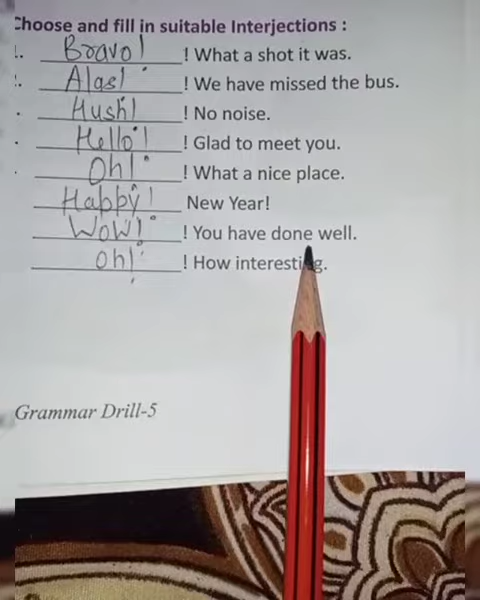 Choose and fill in suitable Interjections :
Bravo! ! What a shot it was.
Alas! ! We have missed the bus.
Hush! ! No noise.
Hello! ! Glad to meet you.
Oh! ! What a nice place.
Happy! New Year!
Wow! ! You have done well.
oh! ! How interesting.
Grammar Drill-5